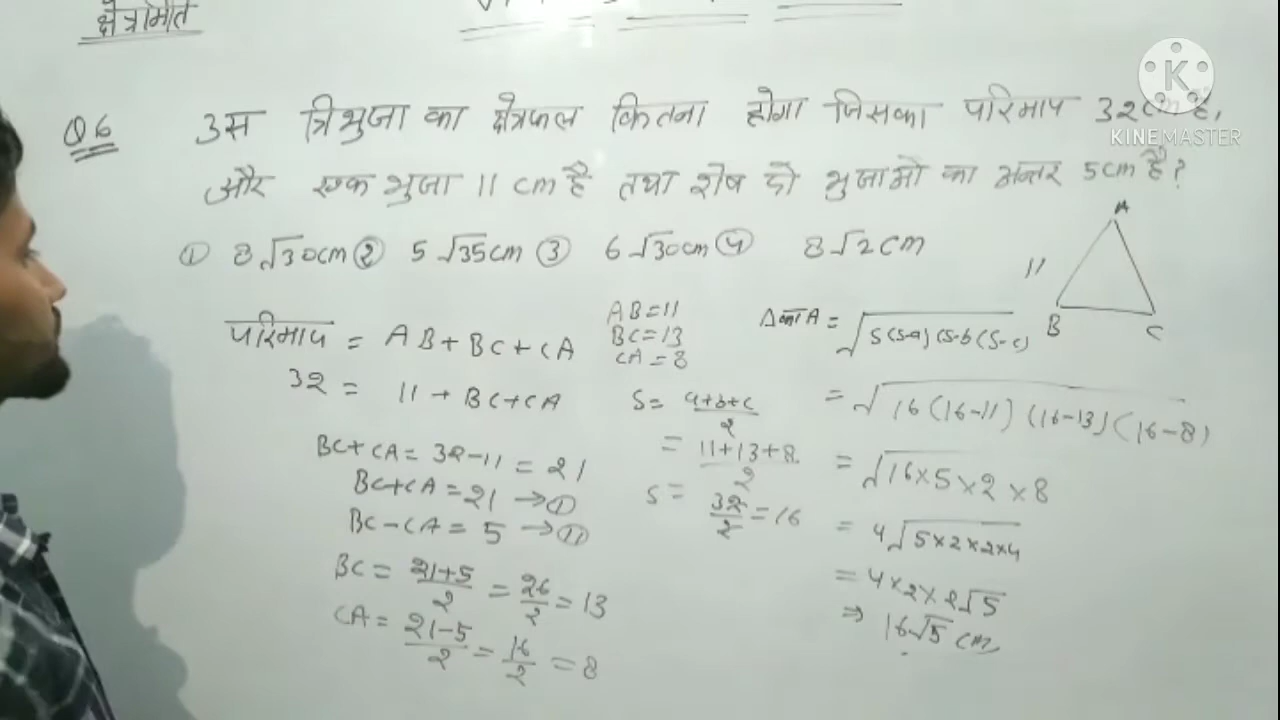 क्षेत्रमिति
Q6 उस त्रिभुजा का क्षेत्रफल कितना होगा जिसका परिमाप 32cm है,
और एक भुजा 11 cm है तथा शेष दो भुजाओ का अन्तर 5cm है?
① 8√30cm ② 5√35cm ③ 6√30cm ④ 8√2cm
परिमाप = AB+BC+CA
32 = 11+BC+CA
BC+CA = 32-11 = 21
BC+CA = 21 → ①
BC-CA = 5 → ⑪
BC = 21+5/2 = 26/2 = 13
CA = 21-5/2 = 16/2 = 8
AB=11
BC=13
CA=8
S = a+b+c/2
= 11+13+8/2
S = 32/2 = 16
Δ का A = √S(S-a)(S-b(S-c)
= √16(16-11)(16-13)(16-8)
= √16×5×2×8
= 4√5×2×2×4
= 4×2×2√5
⇒ 16√5 cm
A
11
B C
K
KINEMASTER